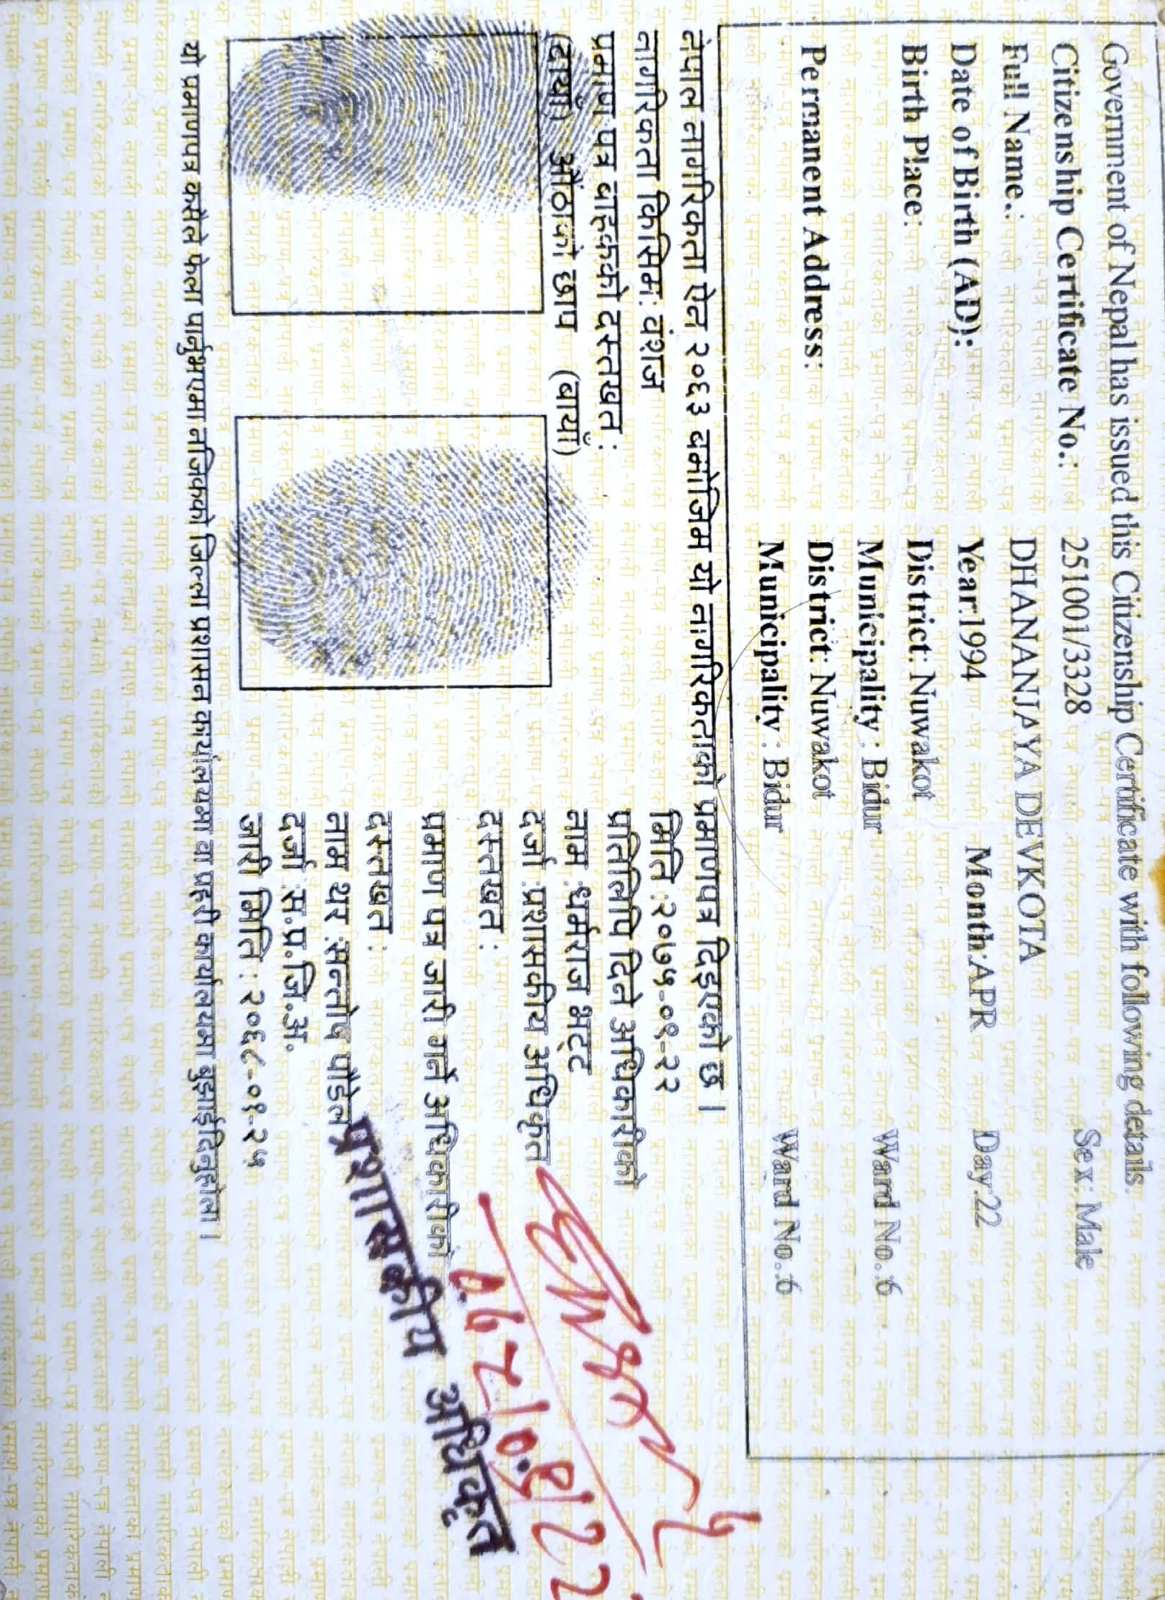 Government of Nepal has issued this Citizenship Certificate with following details.
Citizenship Certificate No.: 251001/3328 Sex: Male
Full Name.: DHANANJAYA DEVKOTA
Date of Birth (AD): Year:1994 Month:APR Day:22
Birth Place: District: Nuwakot
Municipality : Bidur Ward No.:6
Permanent Address: District: Nuwakot
Municipality : Bidur Ward No.:6
नेपाल नागरिकता ऐन २०६३ बमोजिम यो नागरिकताको प्रमाणपत्र दिइएको छ ।
नागरिकता किसिम: वंशज
प्रमाण पत्र बाहकको दस्तखत :
(दायाँ) औंठाको छाप (बायाँ)
मिति :२०७५-०९-२२
प्रतिलिपि दिने अधिकारीको
नाम :धर्मराज भट्ट
दर्जा :प्रशासकीय अधिकृत
दस्तखत :
प्रशासकीय अधिकृत
प्रमाण पत्र जारी गर्ने अधिकारीको
दस्तखत :
नाम थर :सन्तोष पौडेल
दर्जा :स.प्र.जि.अ.
जारी मिति : २०६८-०१-२५
यो प्रमाणपत्र कसैले फेला पार्नुभएमा नजिकको जिल्ला प्रशासन कार्यालयमा वा प्रहरी कार्यालयमा बुझाईदिनुहोला ।